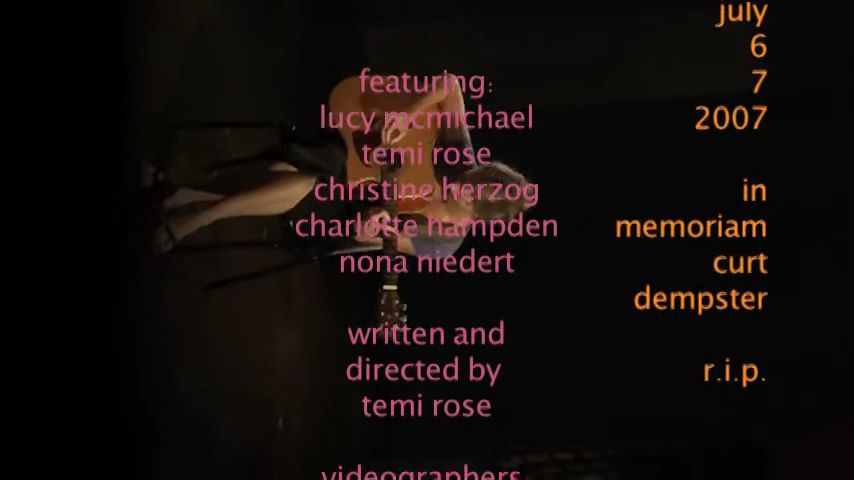 featuring:
lucy mcmichael
temi rose
christine herzog
charlotte hampden
nona niedert
written and
directed by
temi rose
videographers
july
6
7
2007
in
memoriam
curt
dempster
r.i.p.